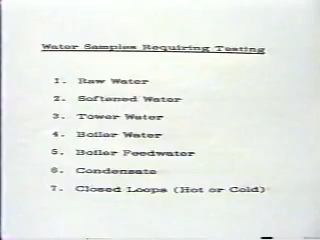 Water Samples Requiring Testing
1. Raw Water
2. Softened Water
3. Tower Water
4. Boiler Water
5. Boiler Feedwater
6. Condensate
7. Closed Loops (Hot or Cold)